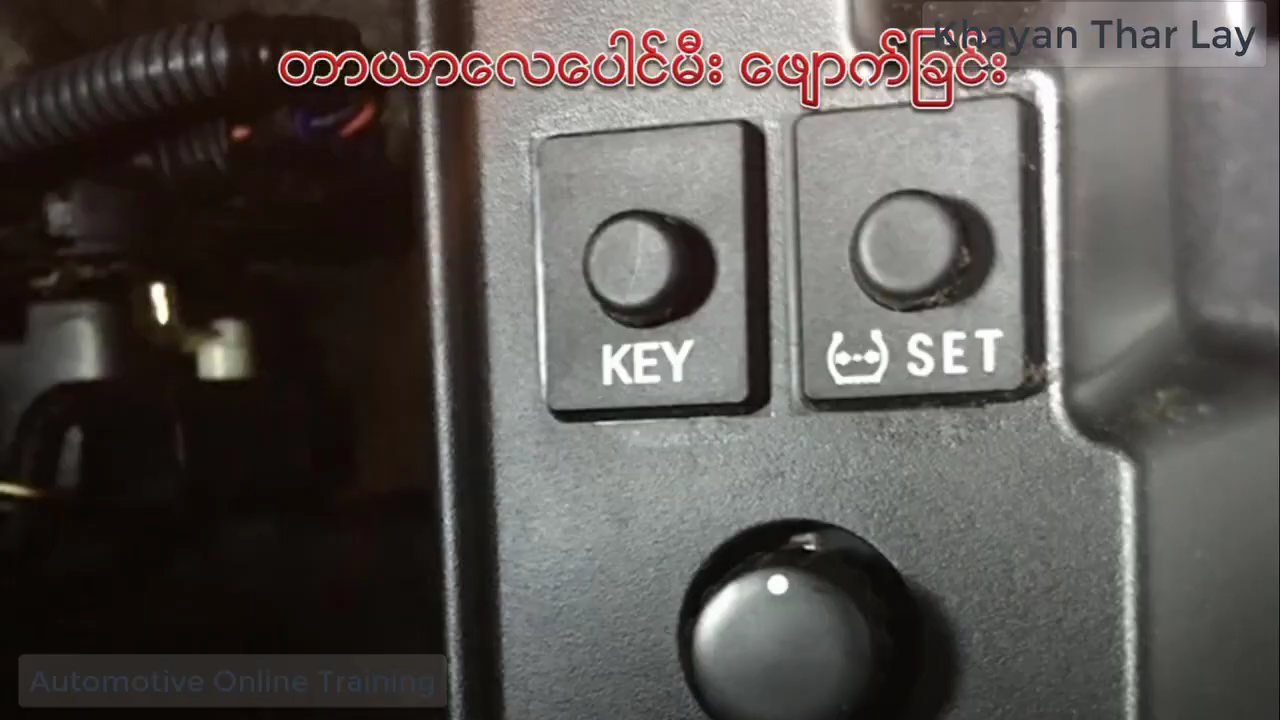 Khayan Thar Lay
တာယာလေပေါင်မီး ဖျောက်ခြင်း
KEY
SET
Automotive Online Training